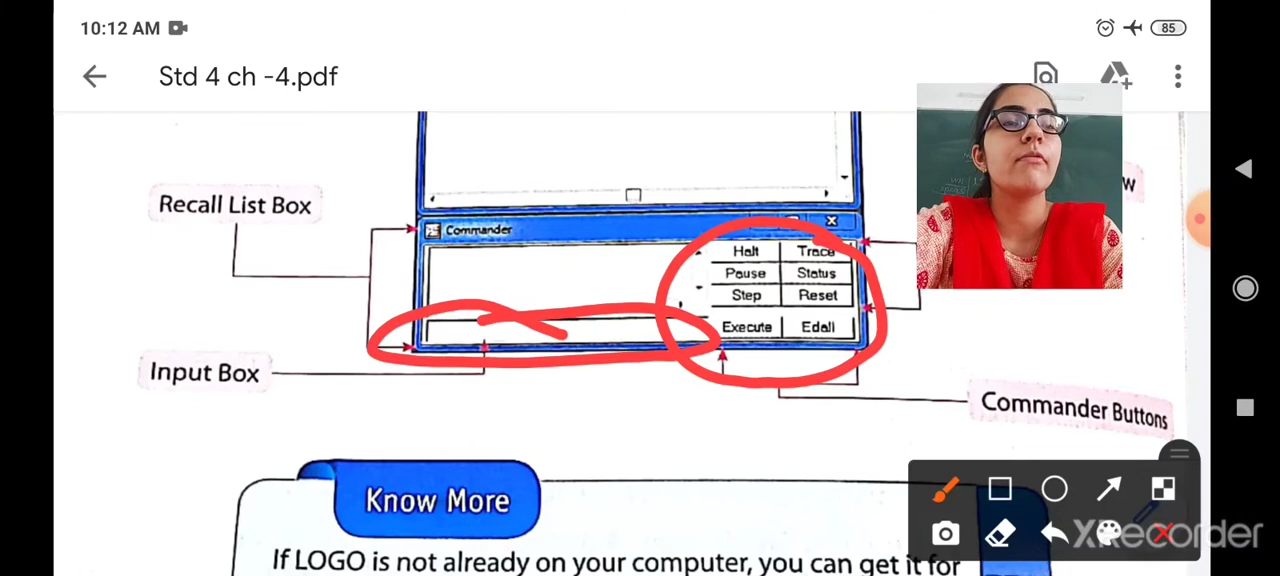 10:12 AM
85
Std 4 ch -4.pdf
Recall List Box
w
Commander
Halt Trace
Pause Status
Step Reset
Execute Edall
Input Box
Commander Buttons
Know More
XRecorder
If LOGO is not already on your computer, you can get it for